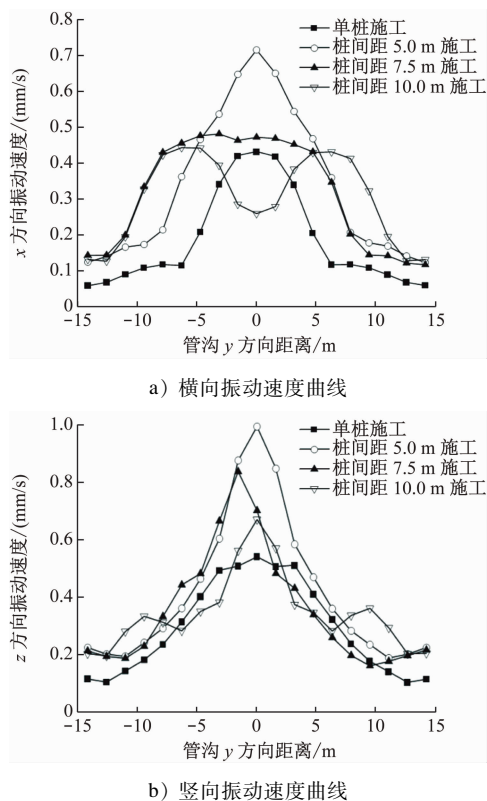 0.8
0.7
0.6
0.5
0.4
0.3
0.2
0.1
0
x 方向振动速度/(mm/s)
单桩施工
桩间距 5.0 m 施工
桩间距 7.5 m 施工
桩间距 10.0 m 施工
−15 −10 −5 0 5 10 15
管沟 y 方向距离/m
a）横向振动速度曲线
1.0
0.8
0.6
0.4
0.2
0
z 方向振动速度/(mm/s)
单桩施工
桩间距 5.0 m 施工
桩间距 7.5 m 施工
桩间距 10.0 m 施工
−15 −10 −5 0 5 10 15
管沟 y 方向距离/m
b）竖向振动速度曲线